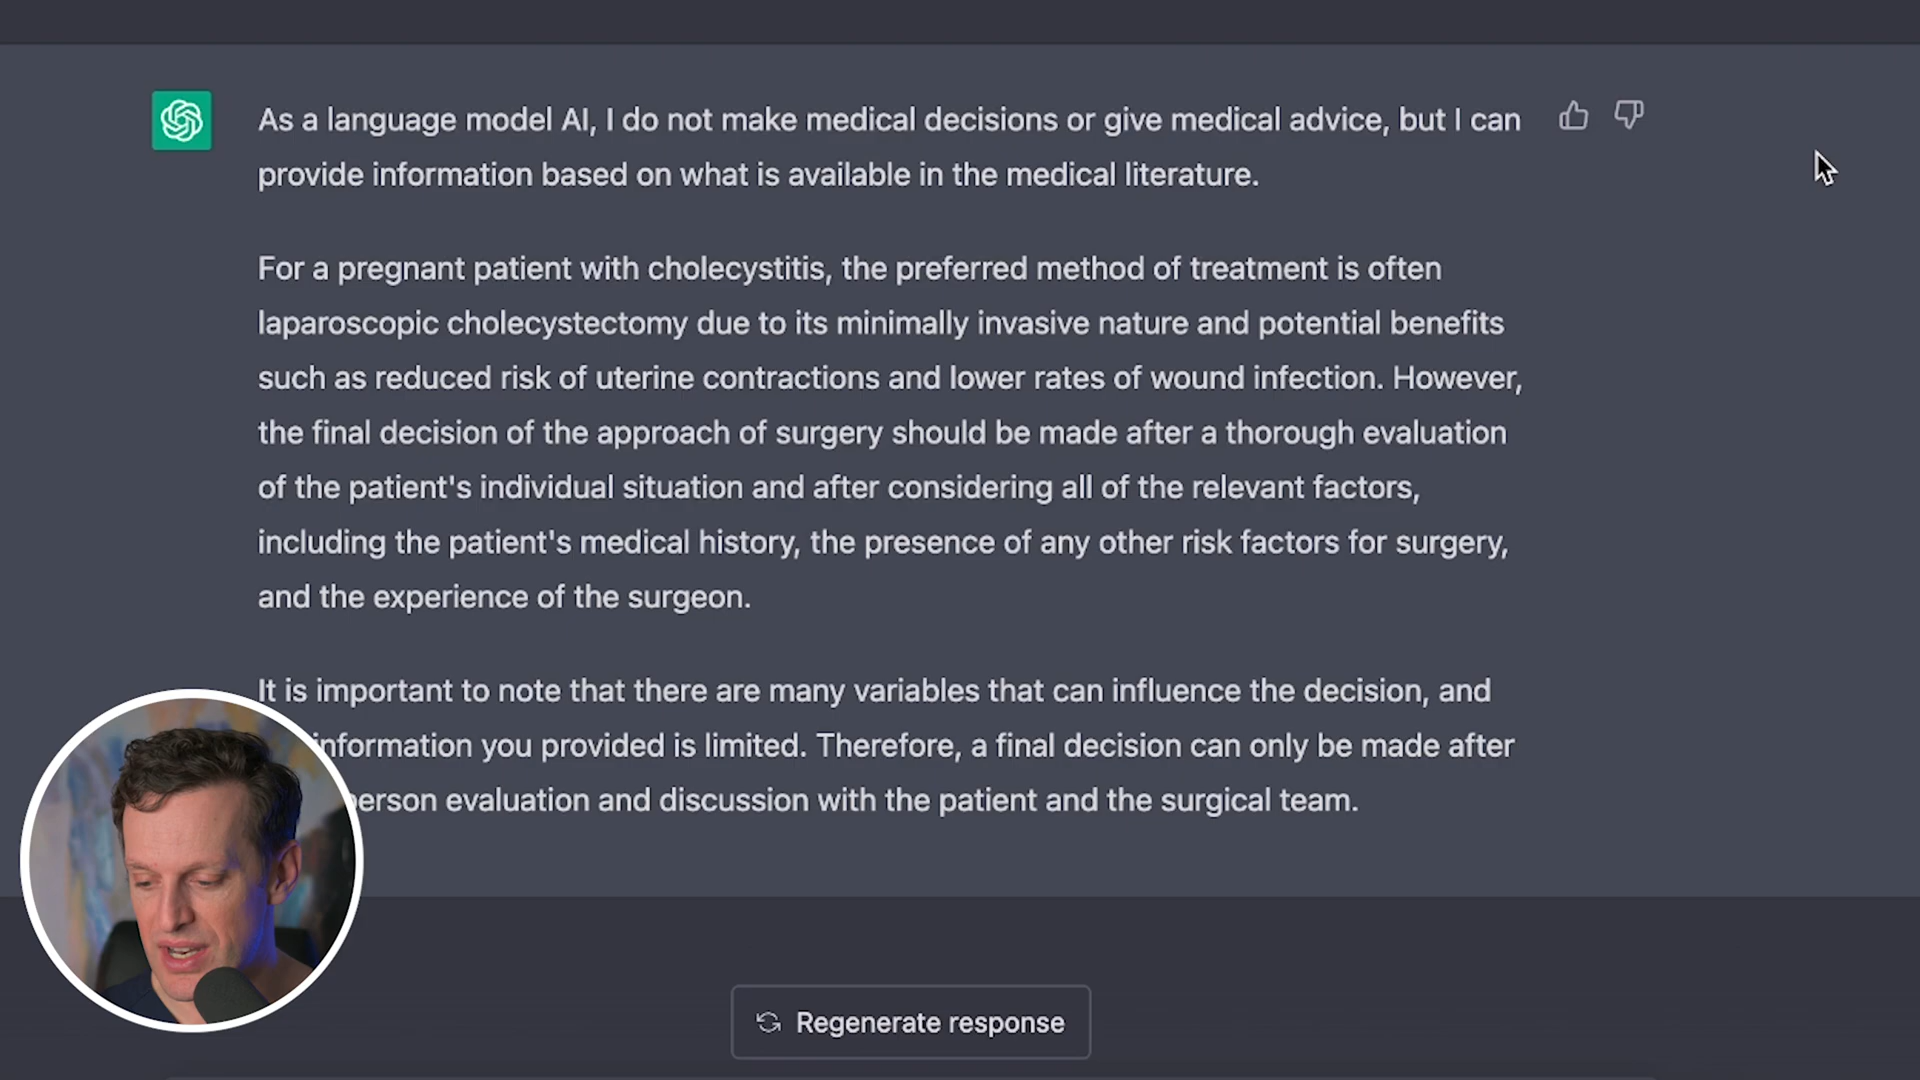 As a language model AI, I do not make medical decisions or give medical advice, but I can
provide information based on what is available in the medical literature.
For a pregnant patient with cholecystitis, the preferred method of treatment is often
laparoscopic cholecystectomy due to its minimally invasive nature and potential benefits
such as reduced risk of uterine contractions and lower rates of wound infection. However,
the final decision of the approach of surgery should be made after a thorough evaluation
of the patient's individual situation and after considering all of the relevant factors,
including the patient's medical history, the presence of any other risk factors for surgery,
and the experience of the surgeon.
It is important to note that there are many variables that can influence the decision, and
information you provided is limited. Therefore, a final decision can only be made after
person evaluation and discussion with the patient and the surgical team.
Regenerate response